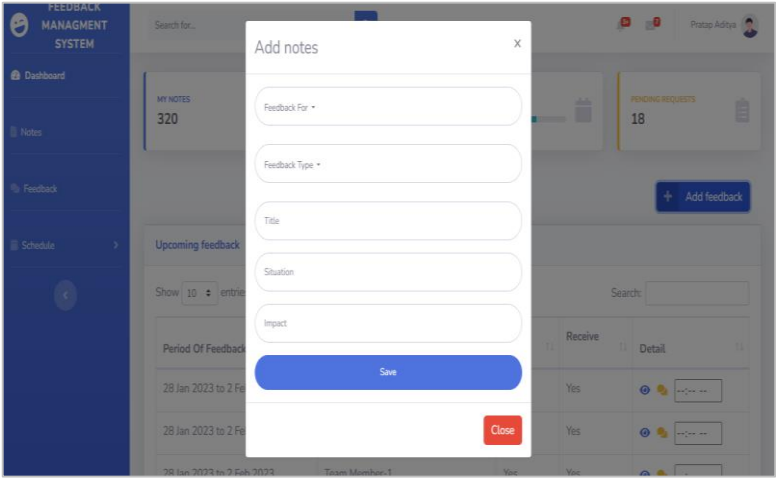 FEEDBACK
MANAGMENT
SYSTEM
Search for...
3+
7
Pratap Aditya
Dashboard
Notes
Feedback
Schedule
MY NOTES
320
PENDING REQUESTS
18
Add feedback
Upcoming feedback
Show 10 entrie
Search:
Period Of Feedback
Receive
Detail
28 Jan 2023 to 2 Fe
Yes
--:-- --
28 Jan 2023 to 2 Fe
Yes
--:-- --
28 Jan 2023 to 2 Feb 2023 Team Member-1 Yes Yes
Add notes
X
Feedback For
Feedback Type
Title
Situation
Impact
Save
Close